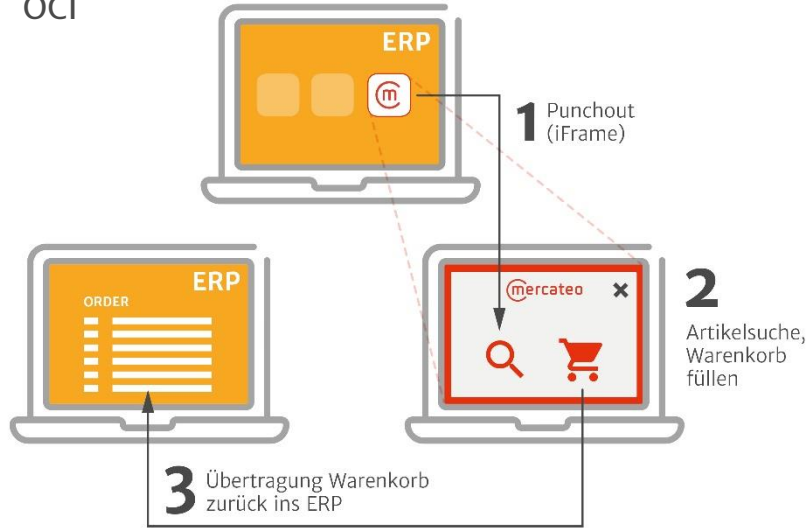 OCI
ERP
m
1 Punchout
(iFrame)
ERP
ORDER
mercateo
2
Artikelsuche,
Warenkorb
füllen
3 Übertragung Warenkorb
zurück ins ERP